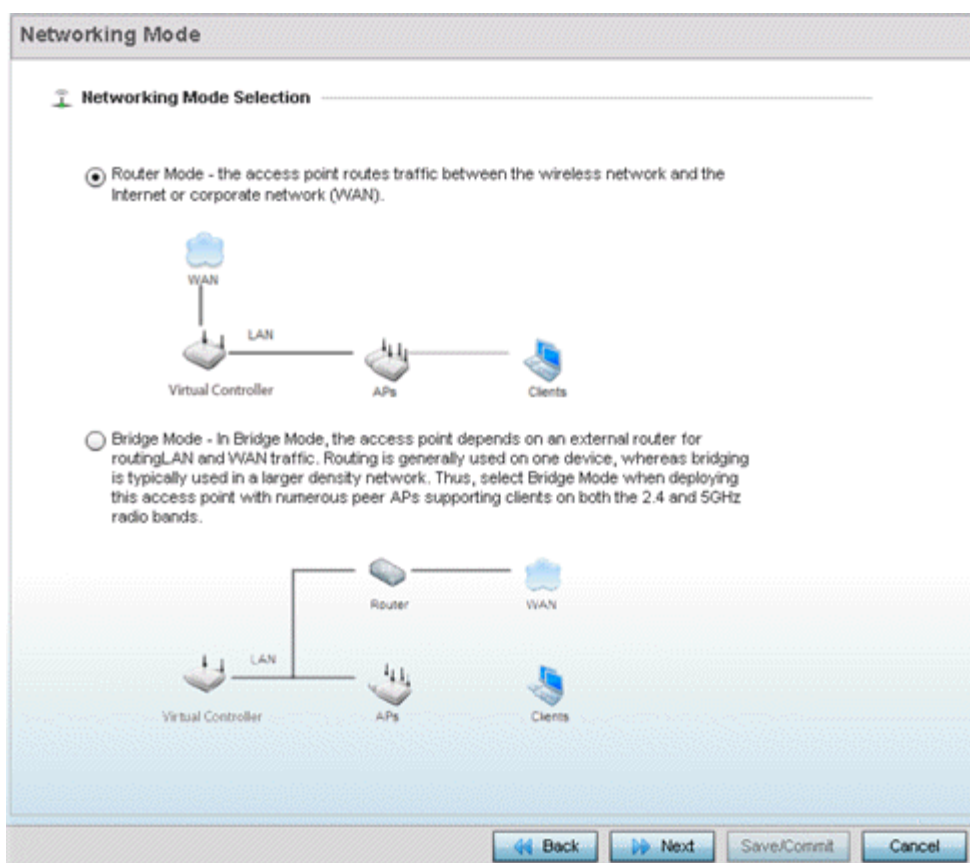 Networking Mode
Networking Mode Selection
Router Mode - the access point routes traffic between the wireless network and the
Internet or corporate network (WAN).
WAN
LAN
Virtual Controller
APs
Clients
Bridge Mode - In Bridge Mode, the access point depends on an external router for
routingLAN and WAN traffic. Routing is generally used on one device, whereas bridging
is typically used in a larger density network. Thus, select Bridge Mode when deploying
this access point with numerous peer APs supporting clients on both the 2.4 and 5GHz
radio bands.
Router
WAN
LAN
Virtual Controller
APs
Clients
Back
Next
Save/Commit
Cancel